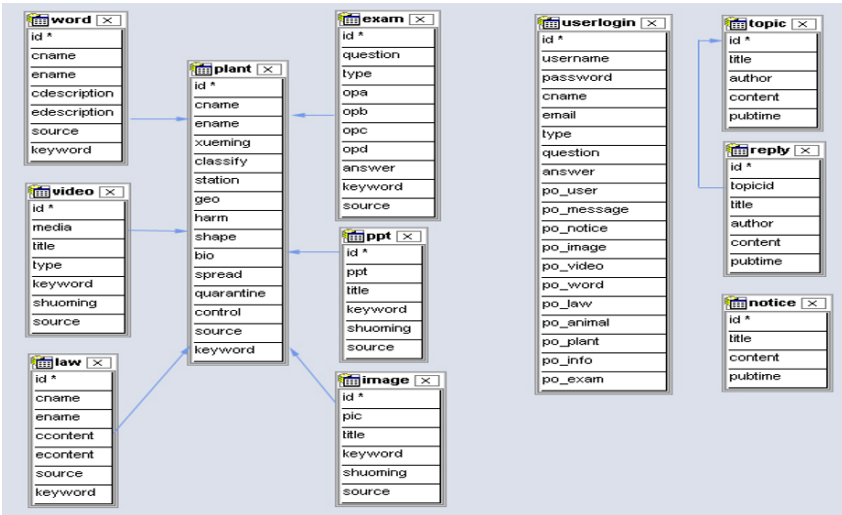 word
id *
cname
ename
cdescription
edescription
source
keyword
video
id *
media
title
type
keyword
shuoming
source
law
id *
cname
ename
ccontent
econtent
source
keyword
plant
id *
cname
ename
xueming
classify
station
geo
harm
shape
bio
spread
quarantine
control
source
keyword
exam
id *
question
type
opa
opb
opc
opd
answer
keyword
source
ppt
id *
ppt
title
keyword
shuoming
source
image
id *
pic
title
keyword
shuoming
source
userlogin
id *
username
password
cname
email
type
question
answer
po_user
po_message
po_notice
po_image
po_video
po_word
po_law
po_animal
po_plant
po_info
po_exam
topic
id *
title
author
content
pubtime
reply
id *
topicid
title
author
content
pubtime
notice
id *
title
content
pubtime